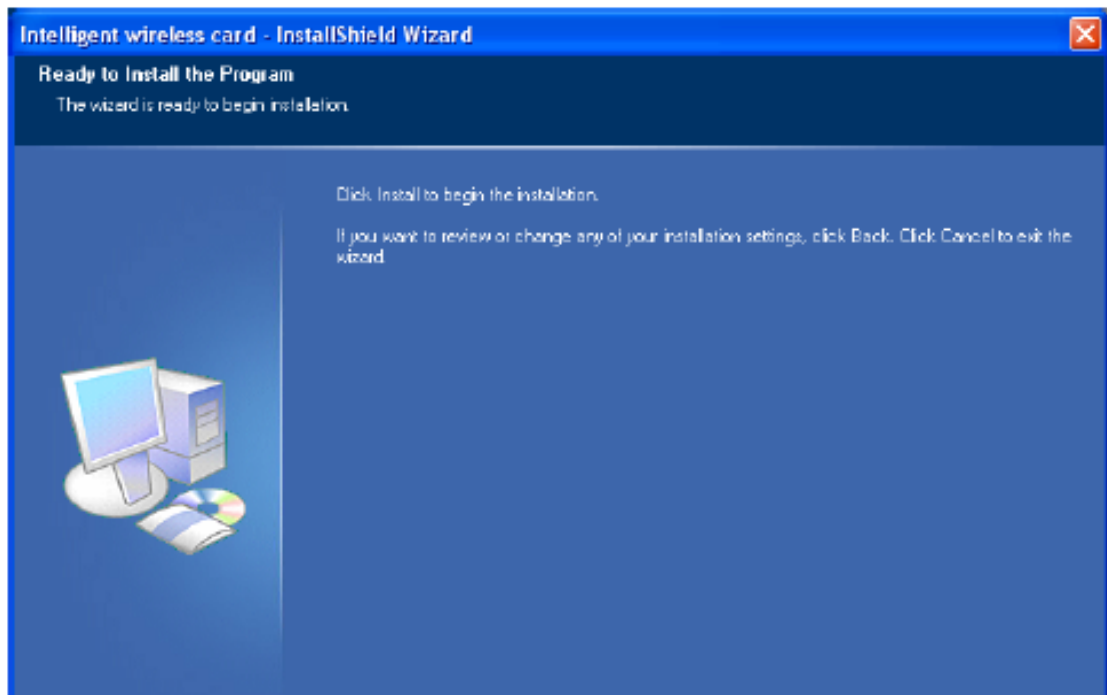 Intelligent wireless card - InstallShield Wizard
Ready to Install the Program
The wizard is ready to begin installation.
Click Install to begin the installation.
If you want to review or change any of your installation settings, click Back. Click Cancel to exit the
wizard.